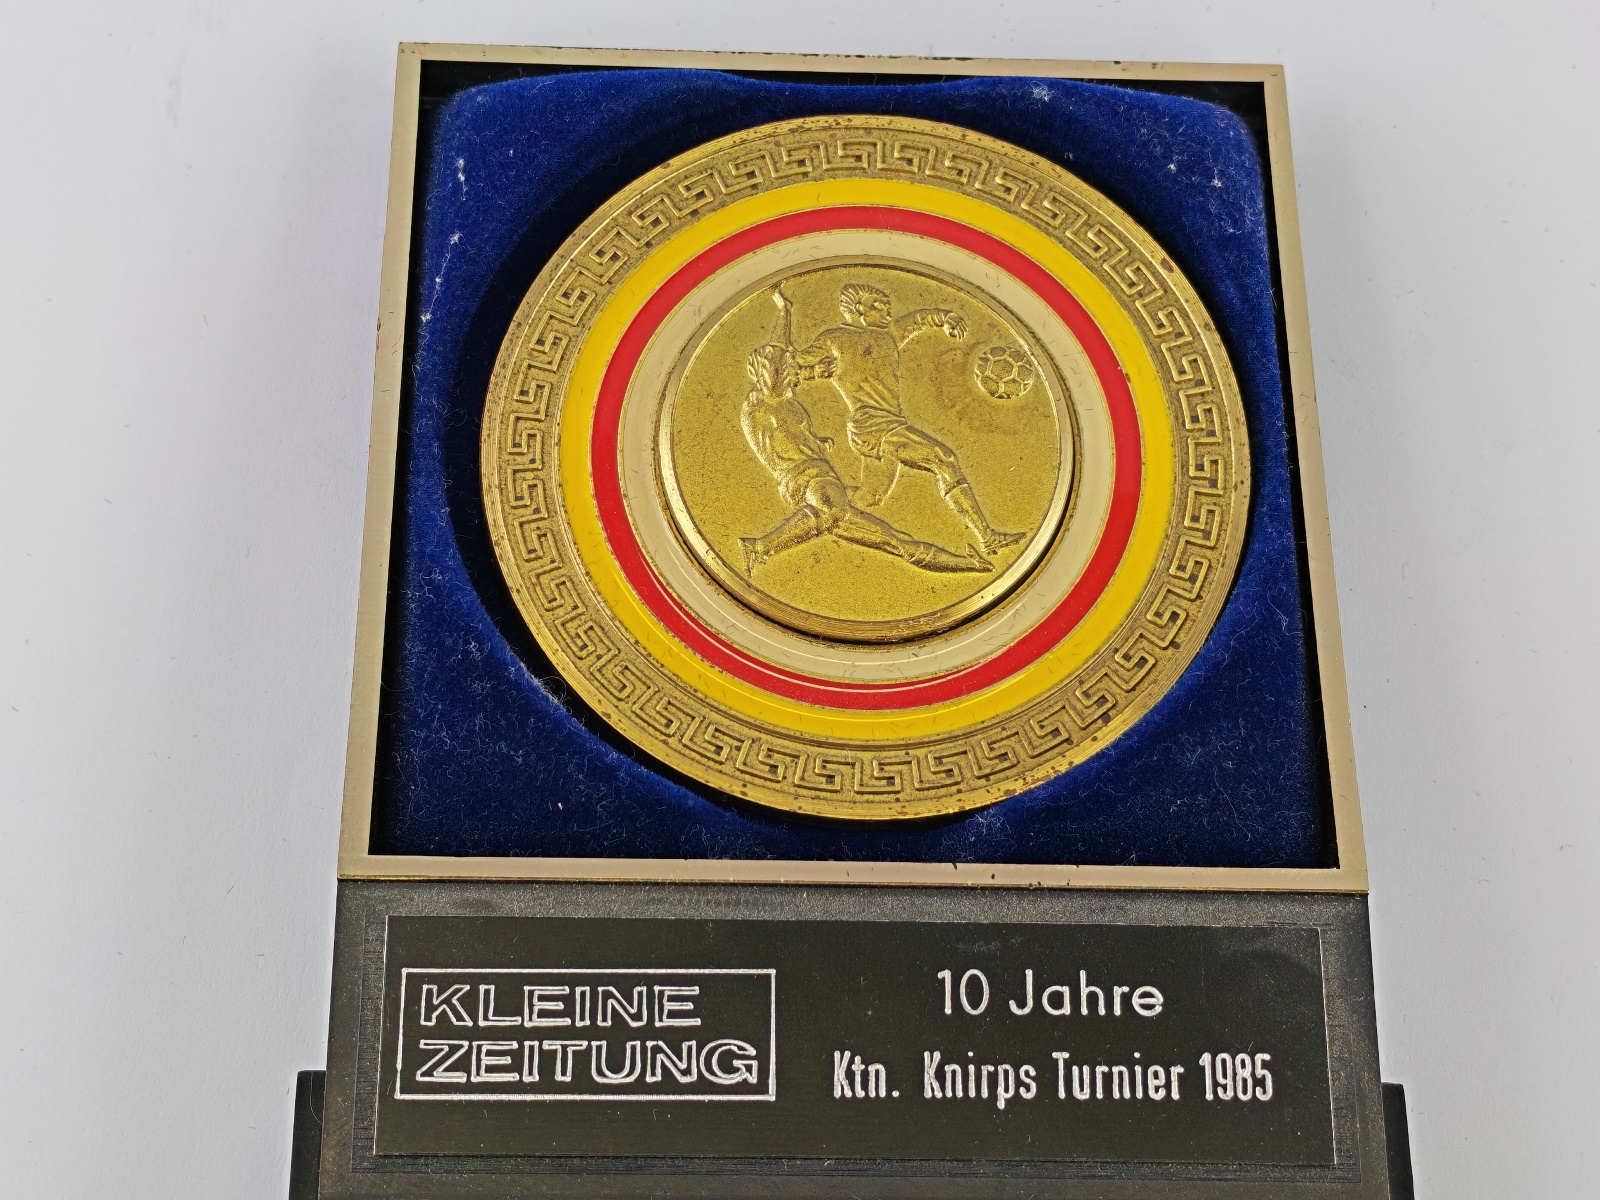 KLEINE
ZEITUNG
10 Jahre
Ktn. Knirps Turnier 1985